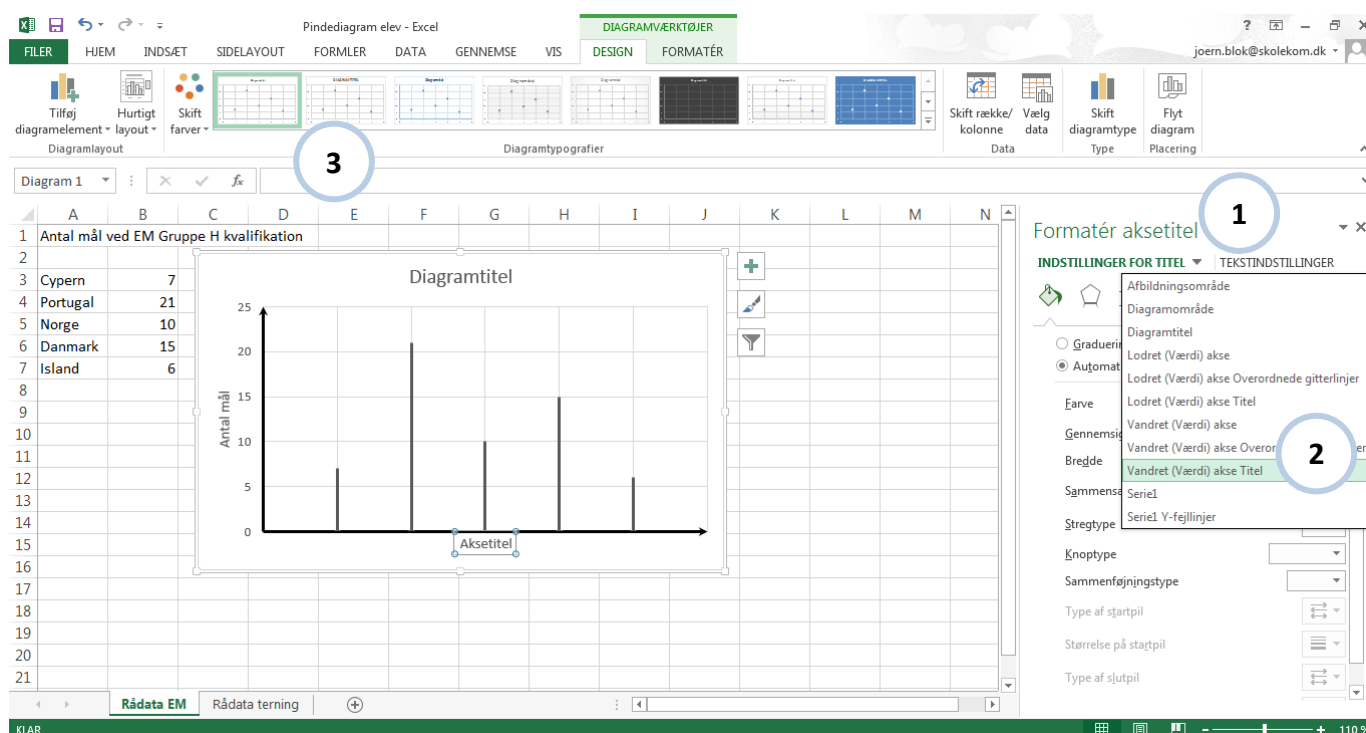 Pindediagram elev - Excel
DIAGRAMVÆRKTØJER
FILER HJEM INDSÆT SIDELAYOUT FORMLER DATA GENNEMSE VIS DESIGN FORMATÉR
joern.blok@skolekom.dk
Tilføj diagramelement
Hurtigt layout
Skift farver
Skift række/ kolonne
Vælg data
Skift diagramtype
Flyt diagram
Diagramlayout Diagramtypografier Data Type Placering
3
Diagram 1
fx
A B C D E F G H I J K L M N
1 Antal mål ved EM Gruppe H kvalifikation
2
3 Cypern 7
4 Portugal 21
5 Norge 10
6 Danmark 15
7 Island 6
8
9
10
11
12
13
14
15
16
17
18
19
20
21
Diagramtitel
25
20
15
10
5
0
Antal mål
Aksetitel
1
Formatér aksetitel
INDSTILLINGER FOR TITEL TEKSTINDSTILLINGER
Afbildningsområde
Diagramområde
Diagramtitel
Lodret (Værdi) akse
Lodret (Værdi) akse Overordnede gitterlinjer
Lodret (Værdi) akse Titel
Vandret (Værdi) akse
Vandret (Værdi) akse Overor
2
Vandret (Værdi) akse Titel
Serie1
Serie1 Y-fejllinjer
Graduerin
Automat
Farve
Gennemsig
Bredde
Sammensa
Stregtype
Knoptype
Sammenføjningstype
Type af startpil
Størrelse på startpil
Type af slutpil
Rådata EM Rådata terning
KLAR
110 %